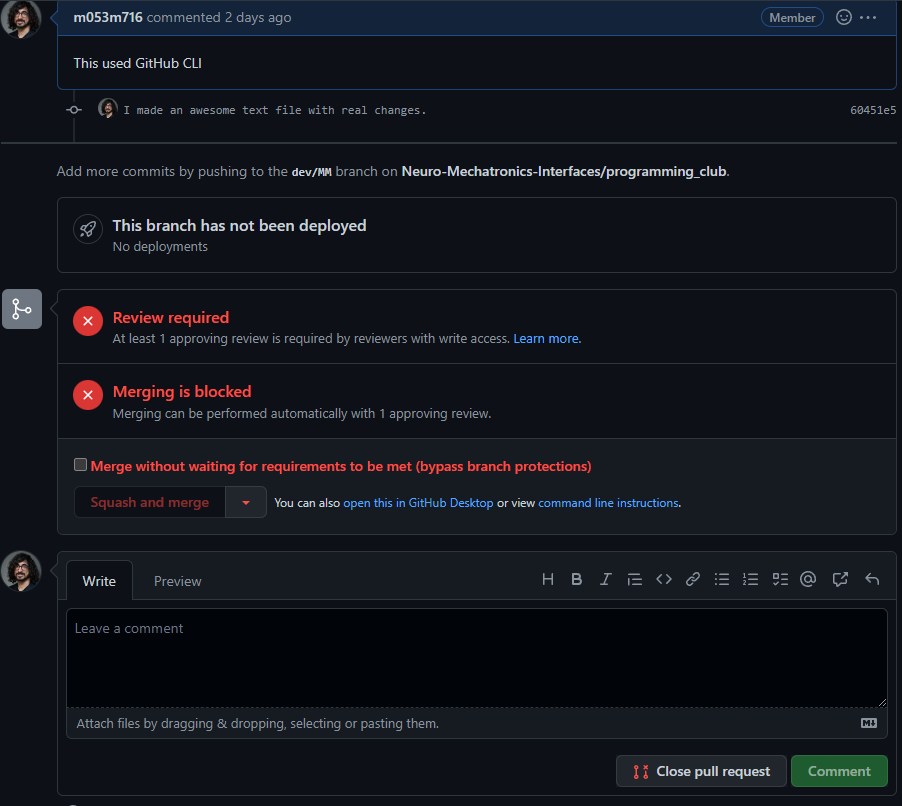 m053m716 commented 2 days ago Member
This used GitHub CLI
I made an awesome text file with real changes. 60451e5
Add more commits by pushing to the dev/MM branch on Neuro-Mechatronics-Interfaces/programming_club.
This branch has not been deployed
No deployments
Review required
At least 1 approving review is required by reviewers with write access. Learn more.
Merging is blocked
Merging can be performed automatically with 1 approving review.
Merge without waiting for requirements to be met (bypass branch protections)
Squash and merge You can also open this in GitHub Desktop or view command line instructions.
Write Preview
Leave a comment
Attach files by dragging & dropping, selecting or pasting them.
Close pull request Comment